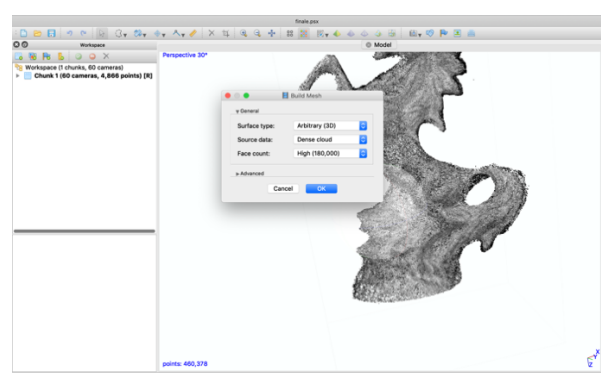 finale.psx
Workspace
Model
Workspace (1 chunks, 60 cameras)
Chunk 1 (60 cameras, 4,866 points) [R]
Perspective 30°
Build Mesh
General
Surface type: Arbitrary (3D)
Source data: Dense cloud
Face count: High (180,000)
Advanced
Cancel OK
points: 460,378
X
Y
Z